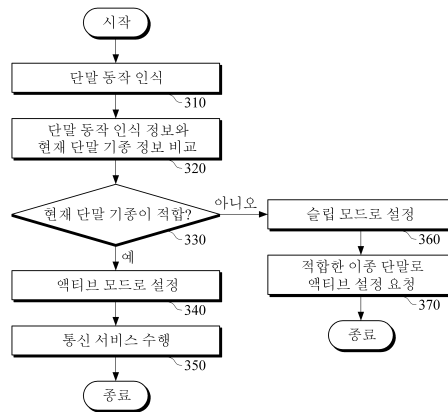 시작
단말 동작 인식
310
단말 동작 인식 정보와
현재 단말 기종 정보 비교
320
현재 단말 기종이 적합?
330
아니오
예
액티브 모드로 설정
340
통신 서비스 수행
350
종료
슬립 모드로 설정
360
적합한 이종 단말로
액티브 설정 요청
370
종료